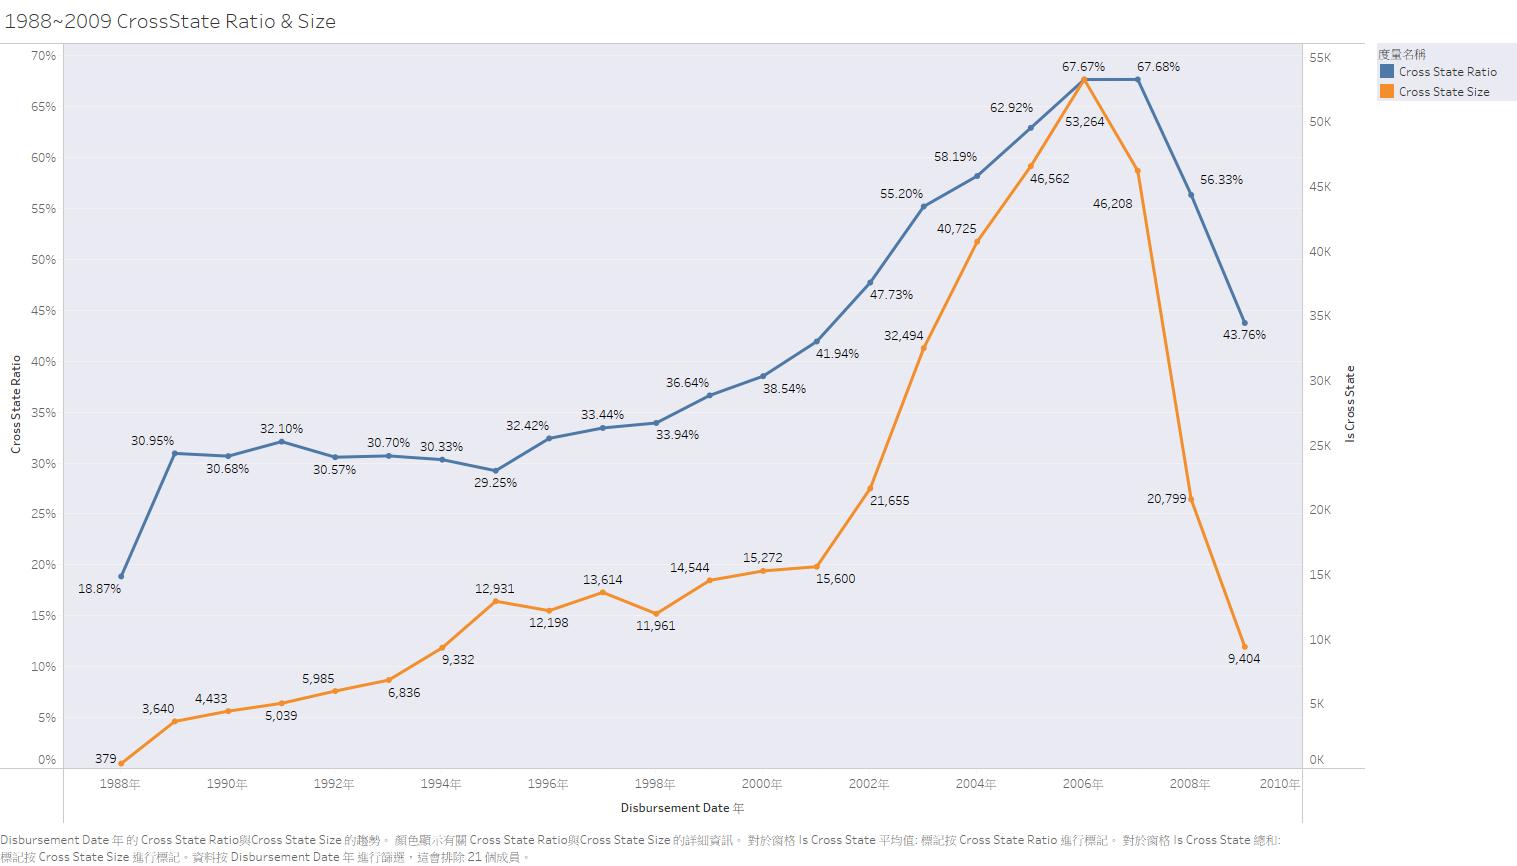 1988~2009 CrossState Ratio & Size
度量名稱
Cross State Ratio
Cross State Size
70%
65%
60%
55%
50%
45%
40%
35%
30%
25%
20%
15%
10%
5%
0%
Cross State Ratio
55K
50K
45K
40K
35K
30K
25K
20K
15K
10K
5K
0K
Is Cross State
18.87%
30.95%
30.68%
32.10%
30.57%
30.70%
30.33%
29.25%
32.42%
33.44%
33.94%
36.64%
38.54%
41.94%
47.73%
55.20%
58.19%
62.92%
67.67%
67.68%
56.33%
43.76%
379
3,640
4,433
5,039
5,985
6,836
9,332
12,931
12,198
13,614
11,961
14,544
15,272
15,600
21,655
32,494
40,725
46,562
53,264
46,208
20,799
9,404
1988年
1990年
1992年
1994年
1996年
1998年
2000年
2002年
2004年
2006年
2008年
2010年
Disbursement Date 年
Disbursement Date 年 的 Cross State Ratio與Cross State Size 的趨勢。 顏色顯示有關 Cross State Ratio與Cross State Size 的詳細資訊。 對於窗格 Is Cross State 平均值: 標記按 Cross State Ratio 進行標記。 對於窗格 Is Cross State 總和:
標記按 Cross State Size 進行標記。資料按 Disbursement Date 年 進行篩選，這會排除 21 個成員。